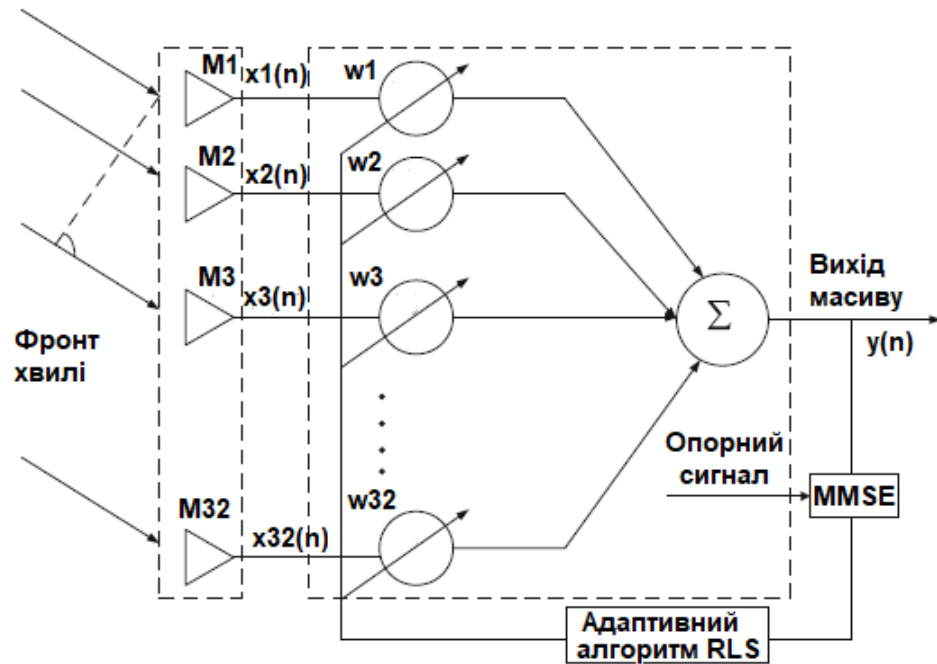 M1
x1(n)
w1
M2
x2(n)
w2
M3
x3(n)
w3
Фронт
хвилі
Σ
Вихід
масиву
y(n)
Опорний
сигнал
MMSE
M32
x32(n)
w32
Адаптивний
алгоритм RLS